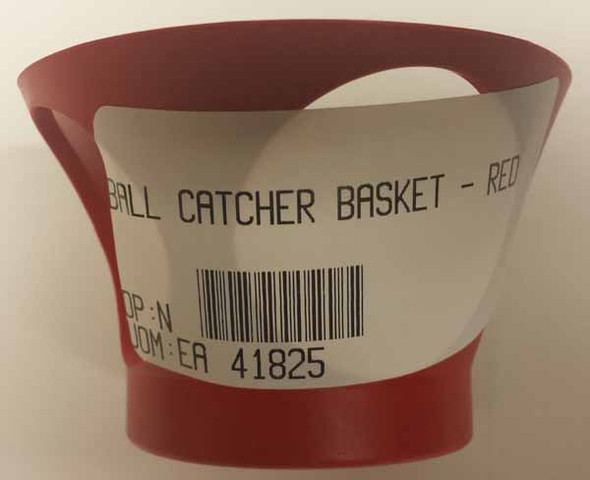 BALL CATCHER BASKET - RED
OP:N
UOM:EA 41825